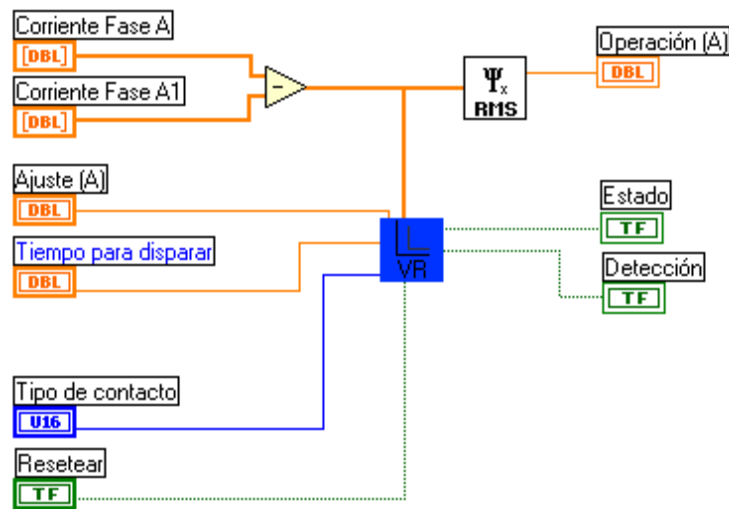 Corriente Fase A
[DBL]
Corriente Fase A1
[DBL]
-
Ψx
RMS
Operación (A)
DBL
Ajuste (A)
DBL
Tiempo para disparar
DBL
VR
Estado
TF
Detección
TF
Tipo de contacto
U16
Resetear
TF